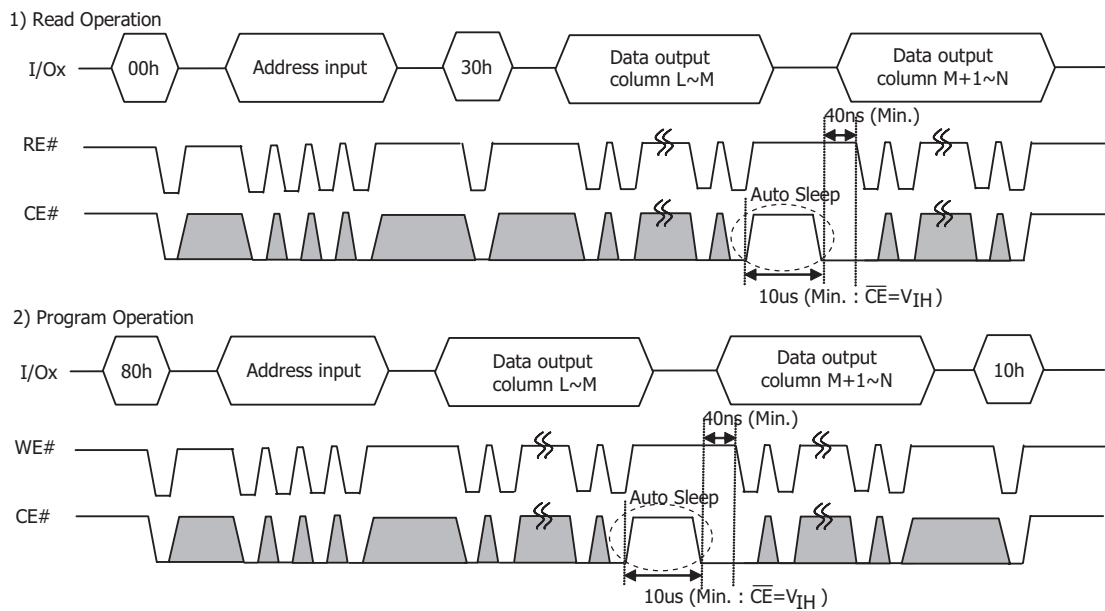 1) Read Operation
I/Ox
00h
Address input
30h
Data output
column L~M
Data output
column M+1~N
40ns (Min.)
RE#
Auto Sleep
CE#
10us (Min. : CE=VIH )
2) Program Operation
I/Ox
80h
Address input
Data output
column L~M
Data output
column M+1~N
10h
40ns (Min.)
WE#
Auto Sleep
CE#
10us (Min. : CE=VIH )